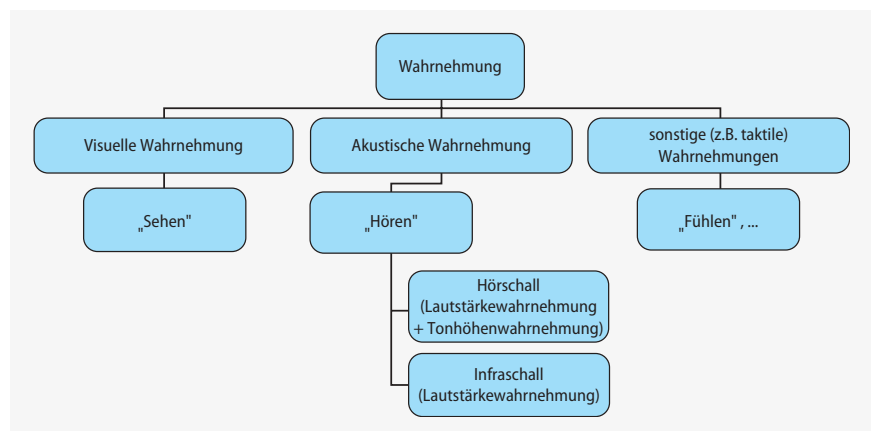 Wahrnehmung
Visuelle Wahrnehmung
Akustische Wahrnehmung
sonstige (z.B. taktile)
Wahrnehmungen
„Sehen"
„Hören"
„Fühlen" , ...
Hörschall
(Lautstärkewahrnehmung
+ Tonhöhenwahrnehmung)
Infraschall
(Lautstärkewahrnehmung)